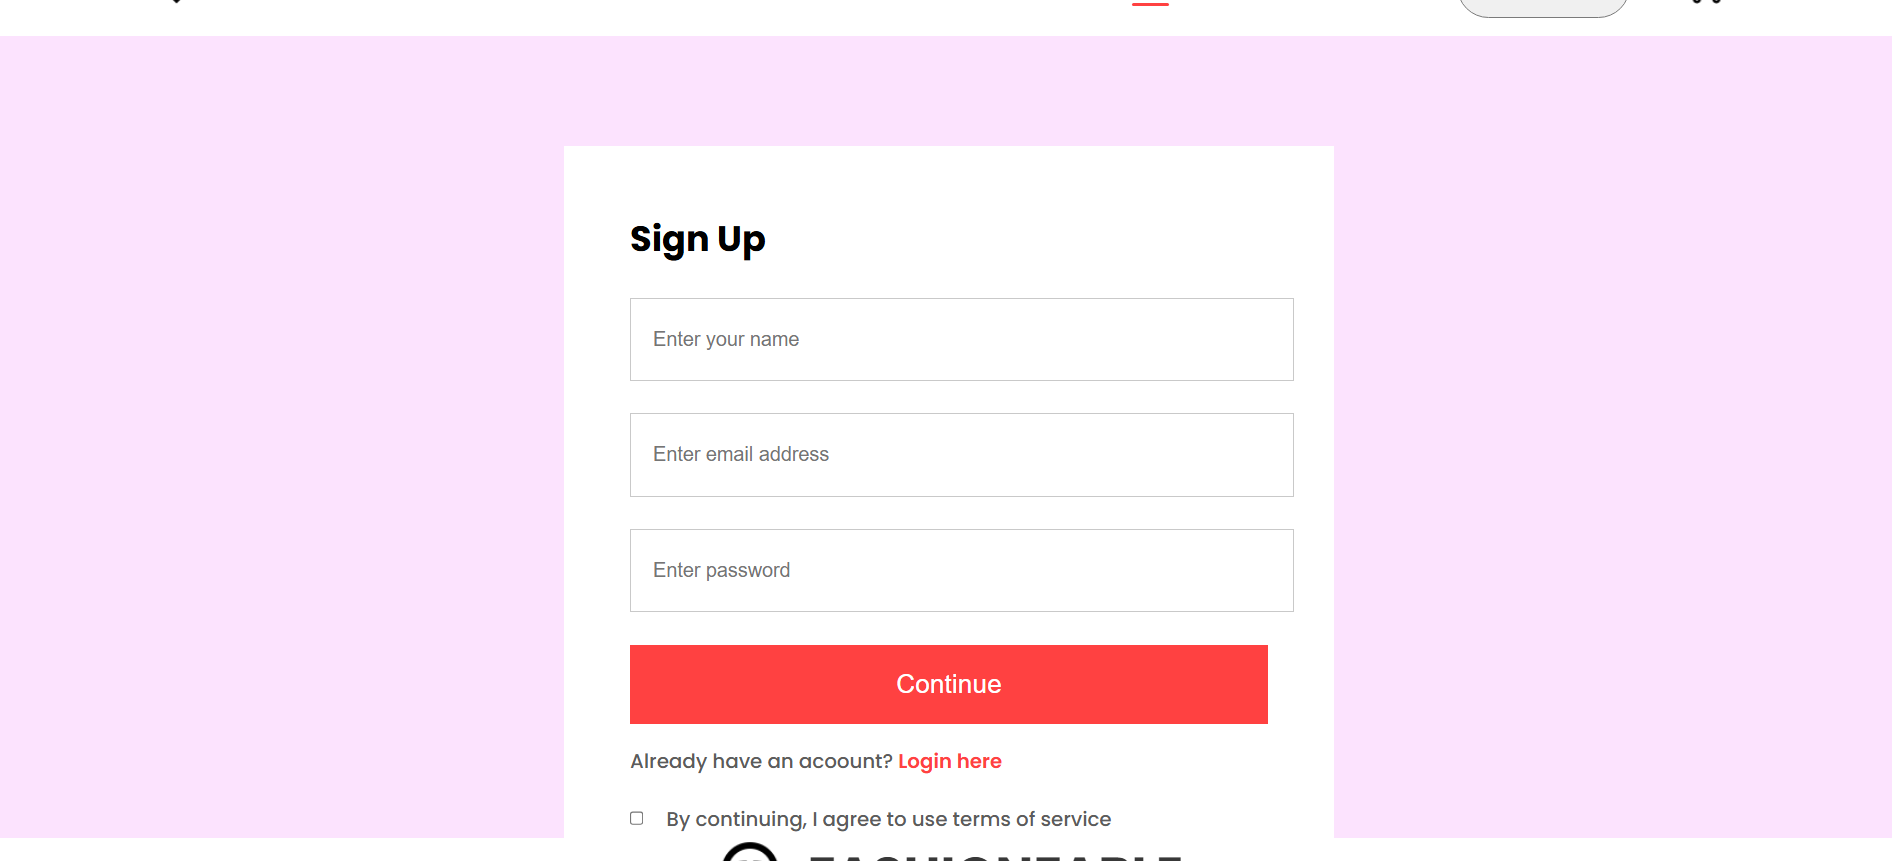 Sign Up
Enter your name
Enter email address
Enter password
Continue
Already have an acoount? Login here
By continuing, I agree to use terms of service